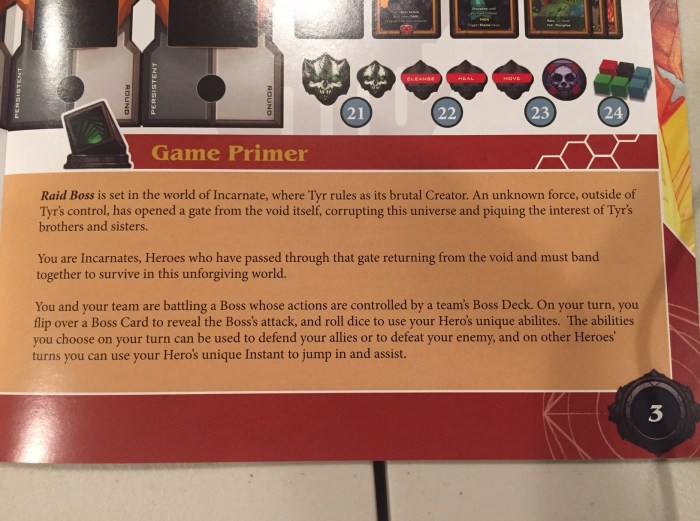 PERSISTENT
ROUND
PERSISTENT
ROUND
CLEANSE
HEAL
MOVE
21
22
23
24
Game Primer
Raid Boss is set in the world of Incarnate, where Tyr rules as its brutal Creator. An unknown force, outside of
Tyr's control, has opened a gate from the void itself, corrupting this universe and piquing the interest of Tyr's
brothers and sisters.
You are Incarnates, Heroes who have passed through that gate returning from the void and must band
together to survive in this unforgiving world.
You and your team are battling a Boss whose actions are controlled by a team's Boss Deck. On your turn, you
flip over a Boss Card to reveal the Boss's attack, and roll dice to use your Hero's unique abilites. The abilities
you choose on your turn can be used to defend your allies or to defeat your enemy, and on other Heroes'
turns you can use your Hero's unique Instant to jump in and assist.
3